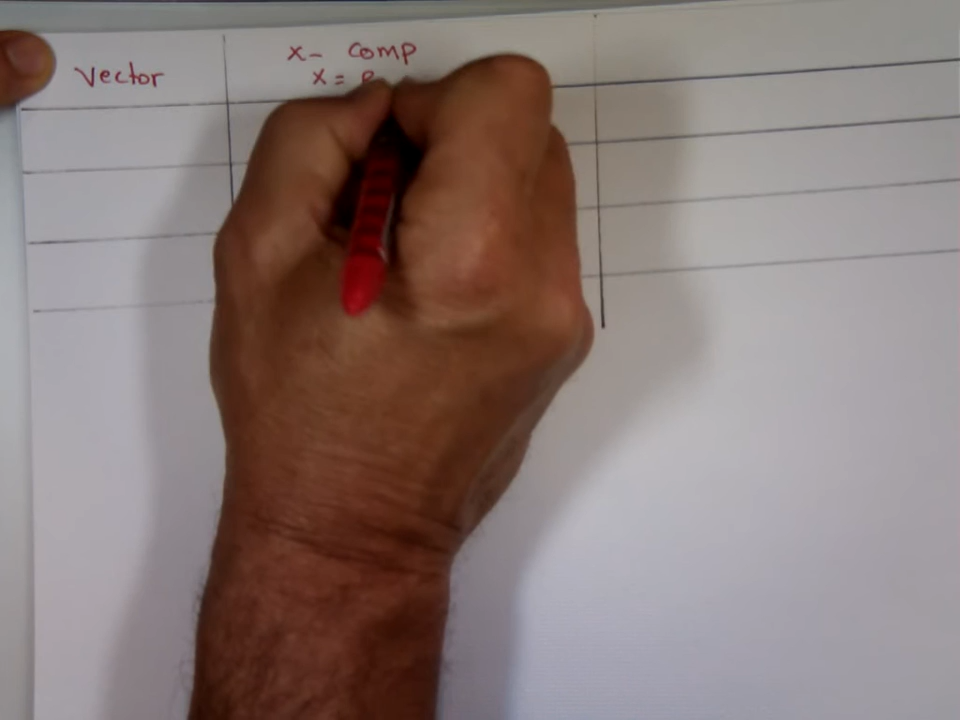 x- comp
Vector
x =